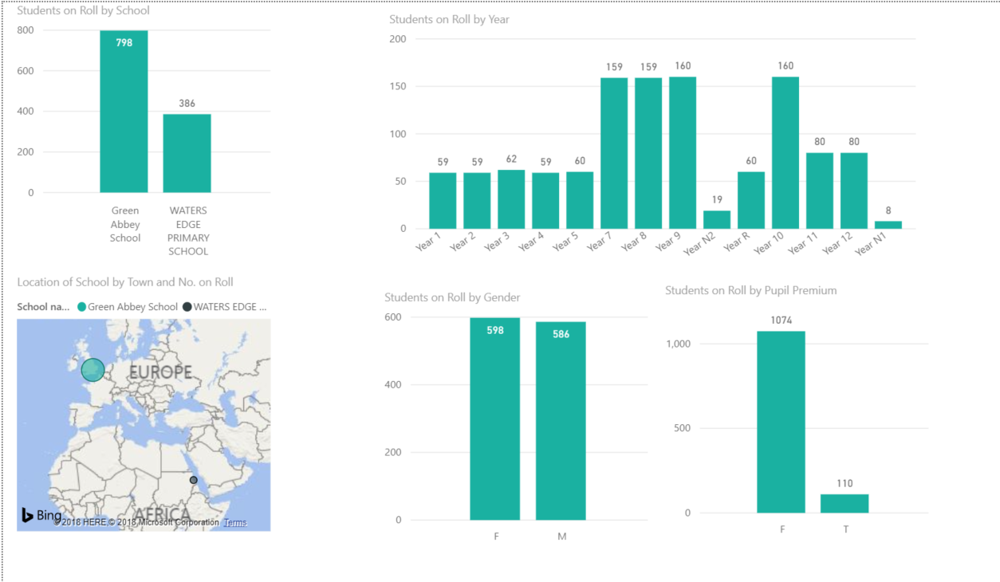 Students on Roll by School
800
600
400
200
0
798
386
Green
Abbey
School
WATERS
EDGE
PRIMARY
SCHOOL
Students on Roll by Year
200
150
100
50
0
59
59
62
59
60
159
159
160
19
60
160
80
80
8
Year 1
Year 2
Year 3
Year 4
Year 5
Year 7
Year 8
Year 9
Year N2
Year R
Year 10
Year 11
Year 12
Year N1
Location of School by Town and No. on Roll
School na... Green Abbey School WATERS EDGE ...
EUROPE
AFRICA
Bing
© 2018 HERE © 2018 Microsoft Corporation Terms
Students on Roll by Gender
600
400
200
0
598
586
F
M
Students on Roll by Pupil Premium
1,000
500
0
1074
110
F
T